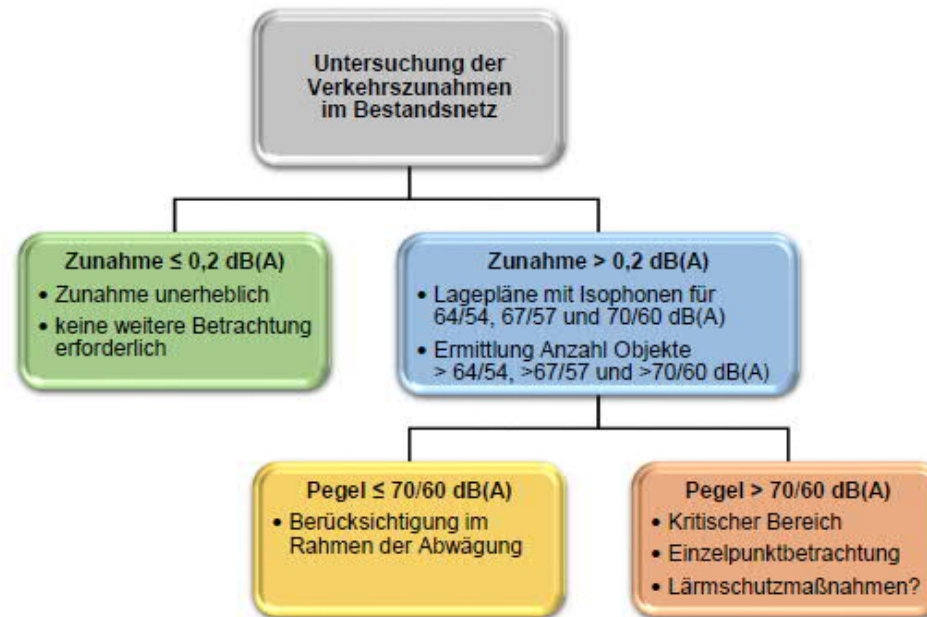 Untersuchung der
Verkehrszunahmen
im Bestandsnetz
Zunahme ≤ 0,2 dB(A)
• Zunahme unerheblich
• keine weitere Betrachtung
erforderlich
Zunahme > 0,2 dB(A)
• Lagepläne mit Isophonen für
64/54, 67/57 und 70/60 dB(A)
• Ermittlung Anzahl Objekte
> 64/54, >67/57 und >70/60 dB(A)
Pegel ≤ 70/60 dB(A)
• Berücksichtigung im
Rahmen der Abwägung
Pegel > 70/60 dB(A)
• Kritischer Bereich
• Einzelpunktbetrachtung
• Lärmschutzmaßnahmen?